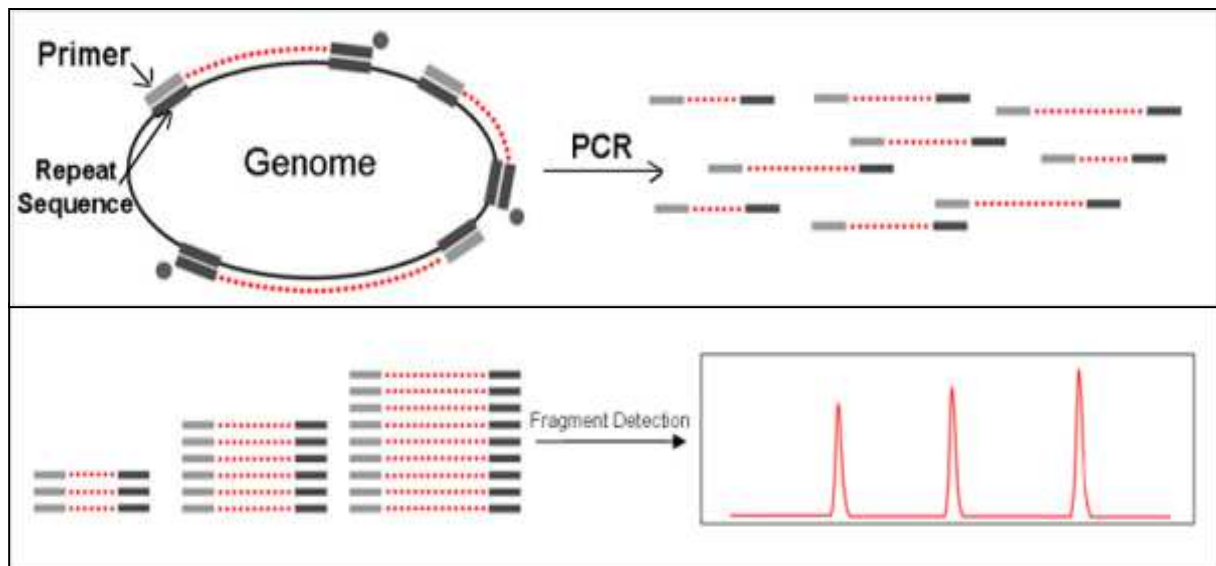 Primer
Repeat
Sequence
Genome
PCR
Fragment Detection